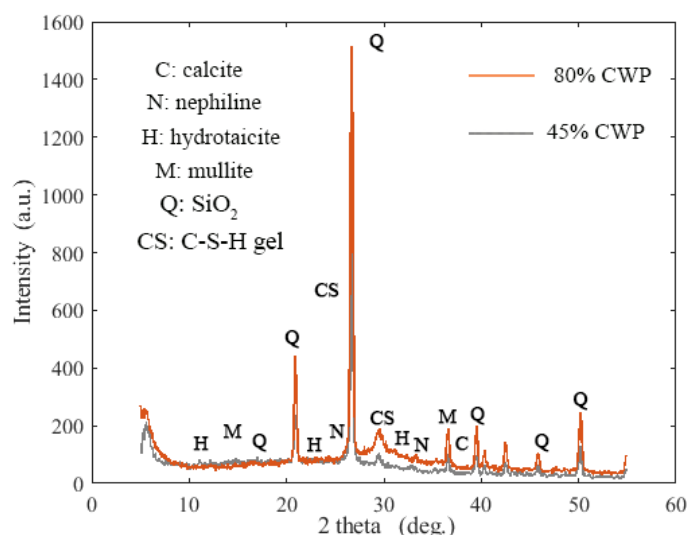 1600
1400
1200
1000
800
600
400
200
0
Intensity (a.u.)
C: calcite
N: nephiline
H: hydrotaicite
M: mullite
Q: SiO2
CS: C-S-H gel
80% CWP
45% CWP
Q
CS
Q
Q
H M Q H N CS H N M C Q Q
0 10 20 30 40 50 60
2 theta (deg.)